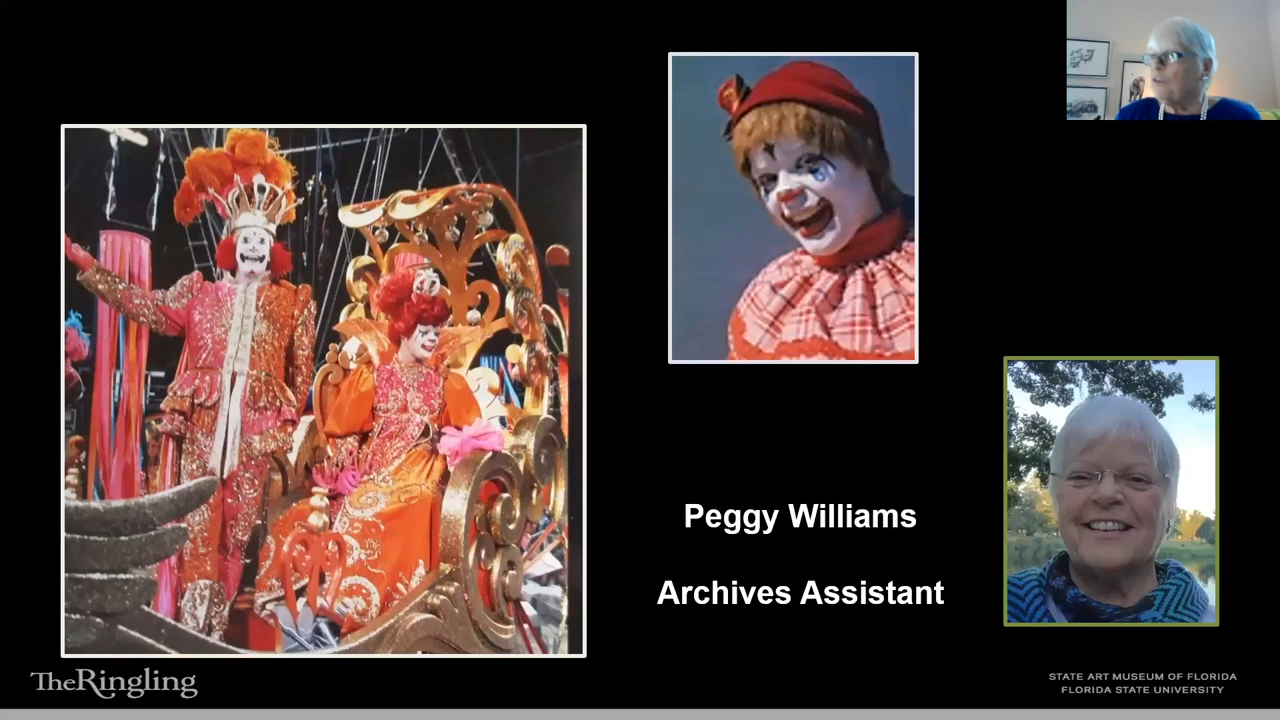 Peggy Williams
Archives Assistant
TheRingling
STATE ART MUSEUM OF FLORIDA
FLORIDA STATE UNIVERSITY